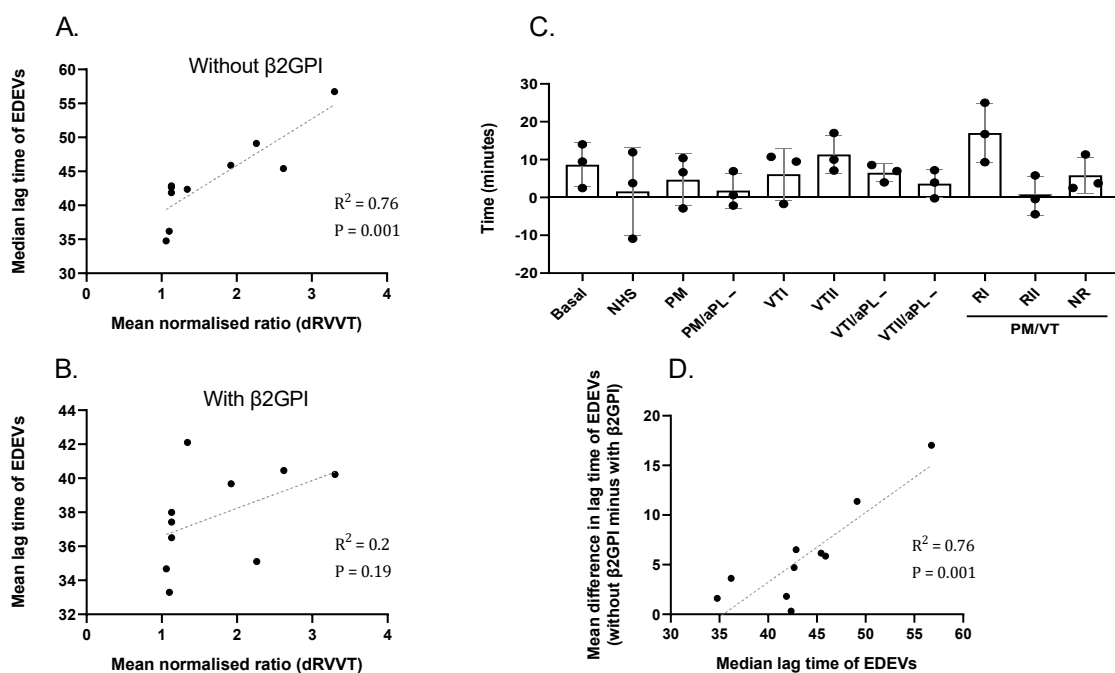 A.
Without β2GPI
Median lag time of EDEVs
60
55
50
45
40
35
30
R² = 0.76
P = 0.001
0 1 2 3 4
Mean normalised ratio (dRVVT)
B.
With β2GPI
Mean lag time of EDEVs
44
42
40
38
36
34
32
R² = 0.2
P = 0.19
0 1 2 3 4
Mean normalised ratio (dRVVT)
C.
Time (minutes)
30
20
10
0
-10
-20
Basal
NHS
PM
PM/aPL –
VTI
VTII
VTI/aPL –
VTII/aPL –
RI
RII
NR
PM/VT
D.
Mean difference in lag time of EDEVs
(without β2GPI minus with β2GPI)
20
15
10
5
0
R² = 0.76
P = 0.001
30 35 40 45 50 55 60
Median lag time of EDEVs